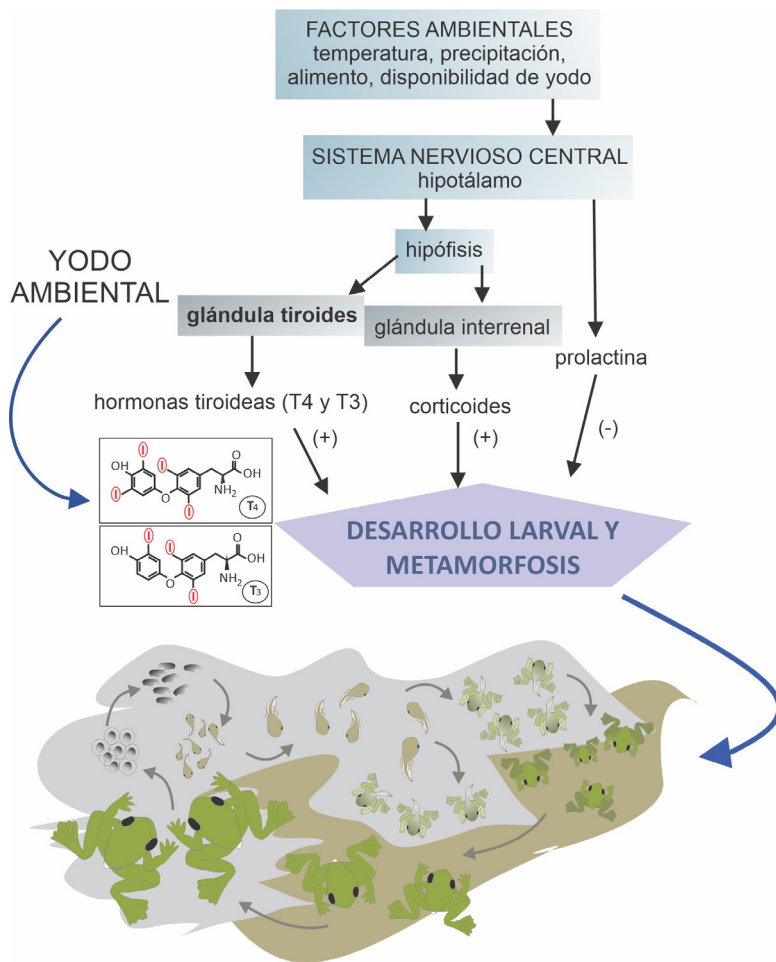 FACTORES AMBIENTALES
temperatura, precipitación,
alimento, disponibilidad de yodo
SISTEMA NERVIOSO CENTRAL
hipotálamo
hipófisis
YODO
AMBIENTAL
glándula tiroides
glándula interrenal
prolactina
hormonas tiroideas (T4 y T3)
corticoides
(+)
(+)
(-)
I
I
O
OH
OH
I
O
NH2
I
T4
DESARROLLO LARVAL Y
METAMORFOSIS
I
I
O
OH
OH
O
NH2
I
T3